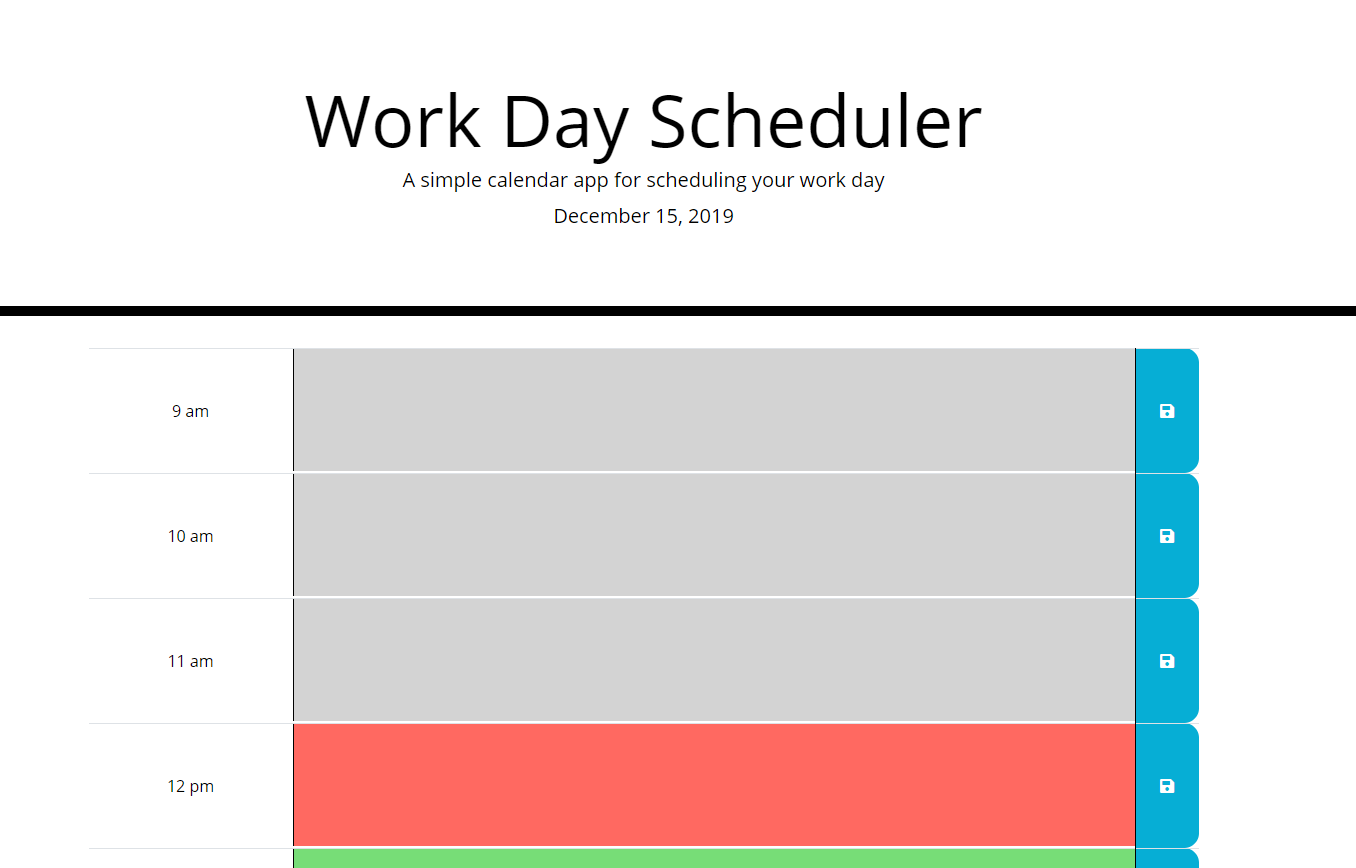 Work Day Scheduler
A simple calendar app for scheduling your work day
December 15, 2019
9 am
10 am
11 am
12 pm